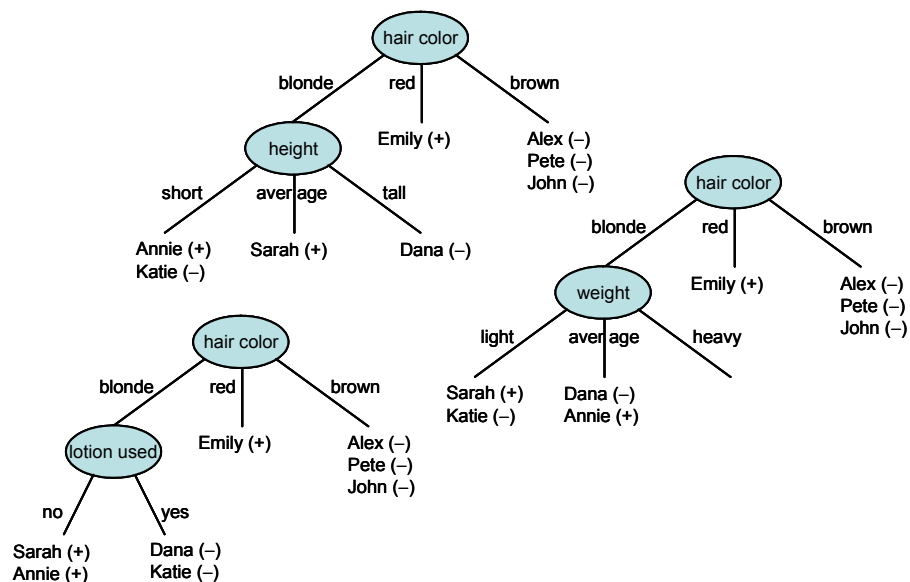 hair color
blonde
red
brown
Emily (+)
Alex (–)
Pete (–)
John (–)
height
short
average
tall
Annie (+)
Katie (–)
Sarah (+)
Dana (–)
hair color
blonde
red
brown
Emily (+)
Alex (–)
Pete (–)
John (–)
weight
light
average
heavy
Sarah (+)
Katie (–)
Dana (–)
Annie (+)
hair color
blonde
red
brown
Emily (+)
Alex (–)
Pete (–)
John (–)
lotion used
no
yes
Sarah (+)
Annie (+)
Dana (–)
Katie (–)